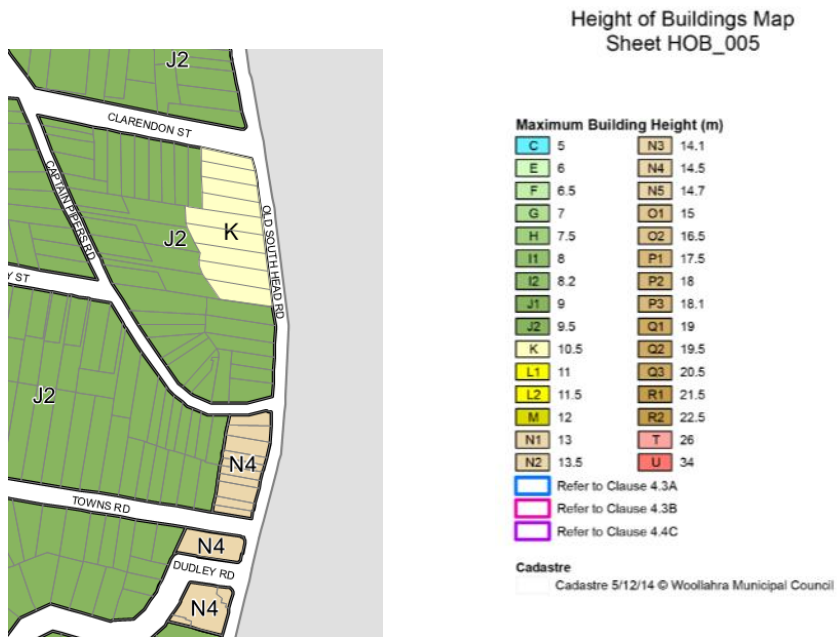 Height of Buildings Map
Sheet HOB_005
J2
CLARENDON ST
CAPTAIN PIPERS RD
OLD SOUTH HEAD RD
K
J2
Y ST
J2
N4
TOWNS RD
N4
DUDLEY RD
N4
Maximum Building Height (m)
C 5
E 6
F 6.5
G 7
H 7.5
I1 8
I2 8.2
J1 9
J2 9.5
K 10.5
L1 11
L2 11.5
M 12
N1 13
N2 13.5
N3 14.1
N4 14.5
N5 14.7
O1 15
O2 16.5
P1 17.5
P2 18
P3 18.1
Q1 19
Q2 19.5
Q3 20.5
R1 21.5
R2 22.5
T 26
U 34
Refer to Clause 4.3A
Refer to Clause 4.3B
Refer to Clause 4.4C
Cadastre
Cadastre 5/12/14 © Woollahra Municipal Council